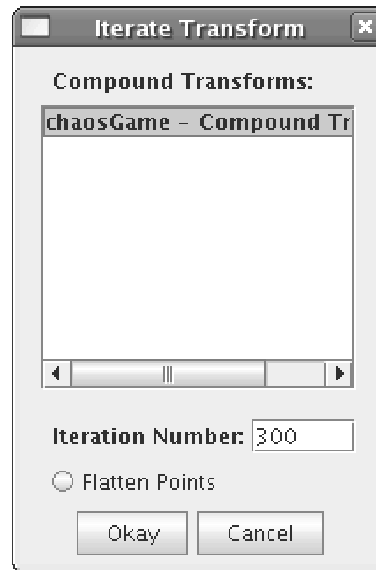 Iterate Transform
Compound Transforms:
chaosGame – Compound Tr
Iteration Number: 300
Flatten Points
Okay Cancel